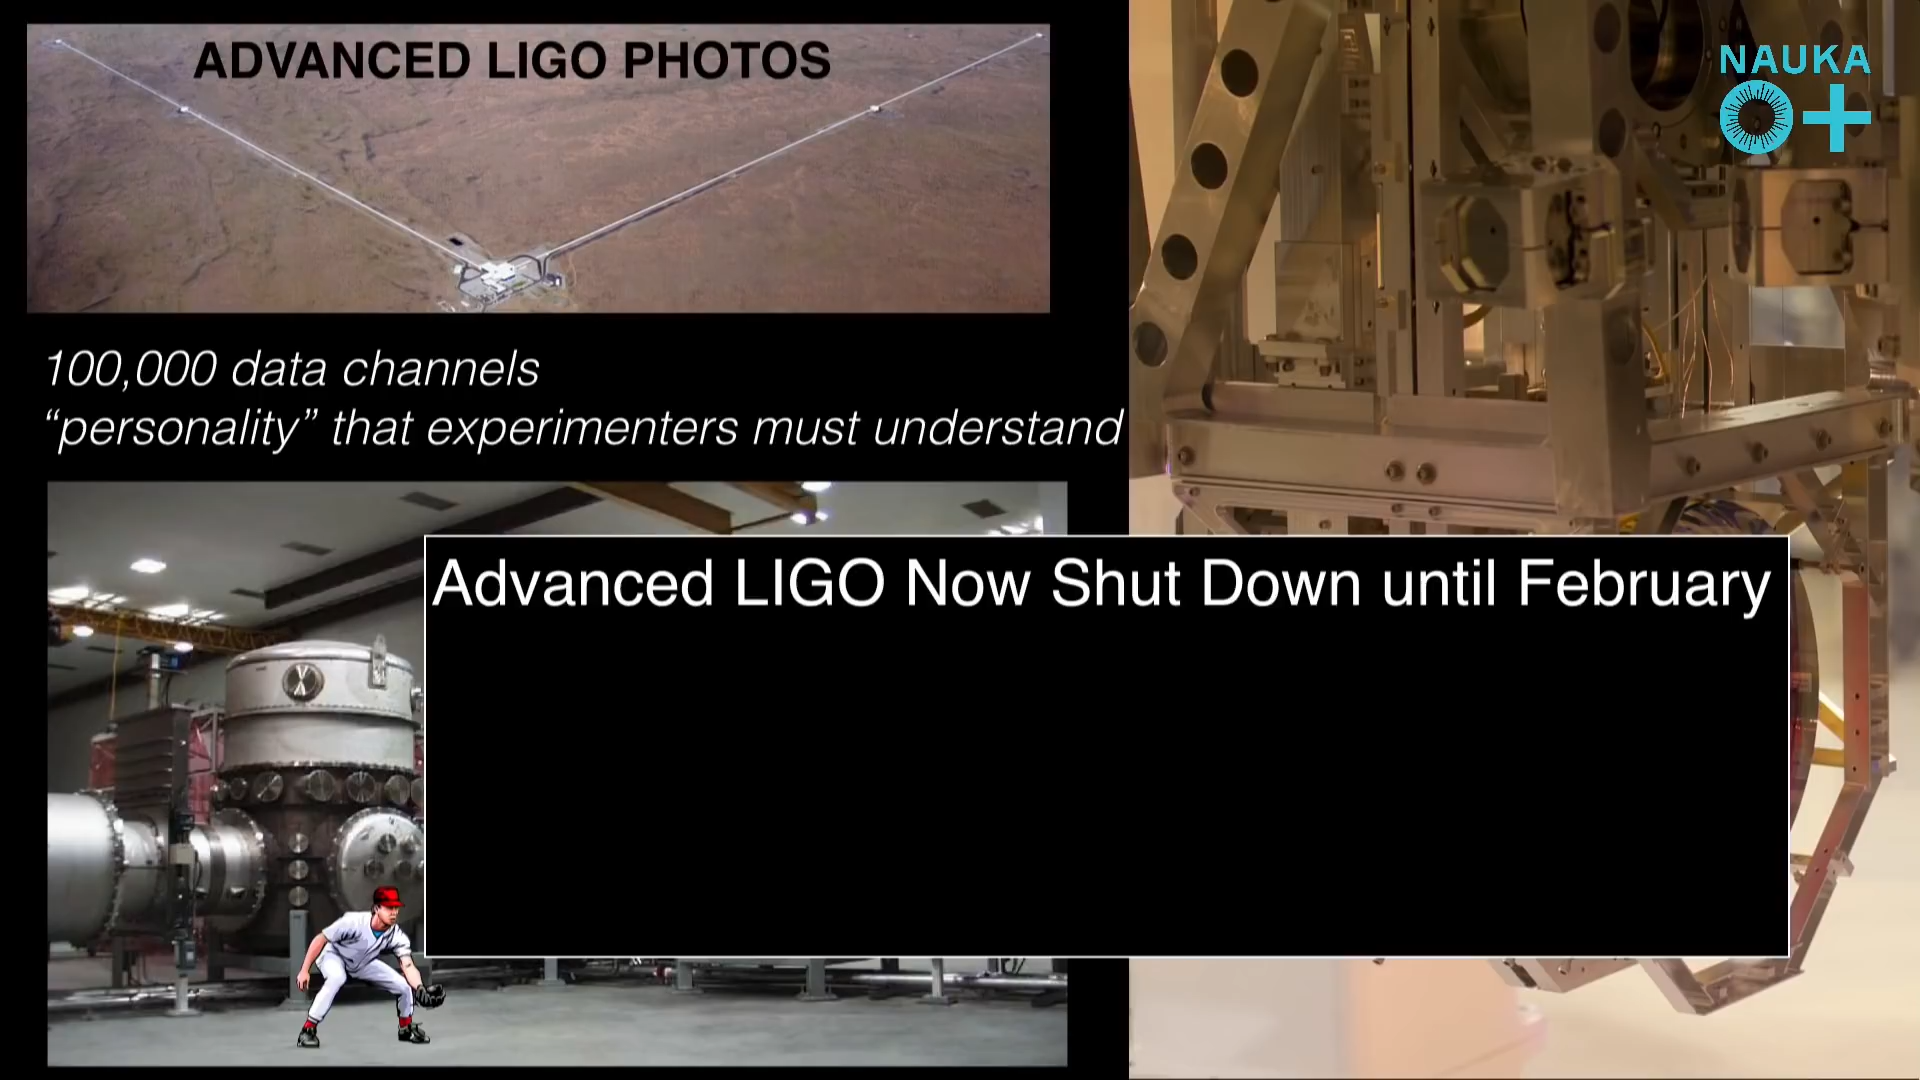 ADVANCED LIGO PHOTOS
NAUKA
0+
100,000 data channels
“personality” that experimenters must understand
Advanced LIGO Now Shut Down until February